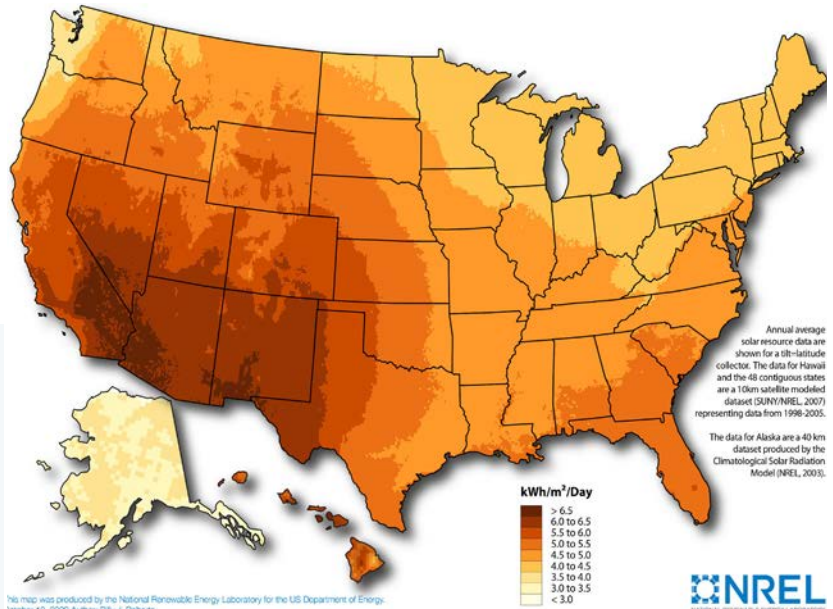 Annual average
solar resource data are
shown for a tilt=latitude
collector. The data for Hawaii
and the 48 contiguous states
are a 10km satellite modeled
dataset (SUNY/NREL, 2007)
representing data from 1998-2005.
The data for Alaska are a 40 km
dataset produced by the
Climatological Solar Radiation
Model (NREL, 2003).
kWh/m²/Day
> 6.5
6.0 to 6.5
5.5 to 6.0
5.0 to 5.5
4.5 to 5.0
4.0 to 4.5
3.5 to 4.0
3.0 to 3.5
< 3.0
This map was produced by the National Renewable Energy Laboratory for the US Department of Energy.
NREL